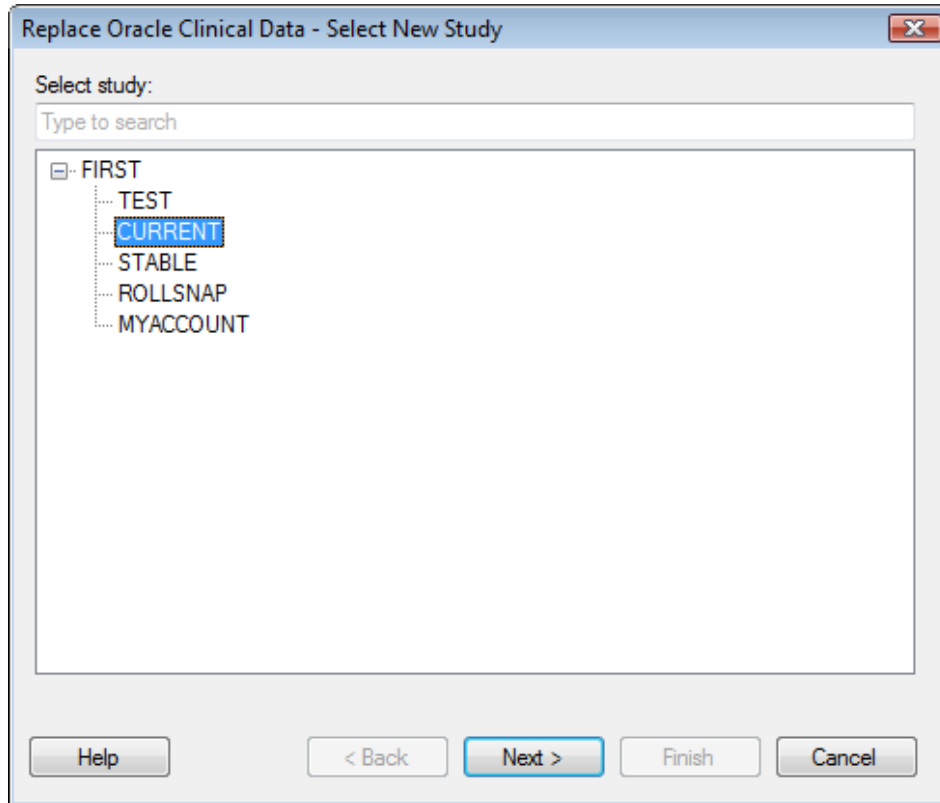 Replace Oracle Clinical Data - Select New Study
Select study:
Type to search
FIRST
TEST
CURRENT
STABLE
ROLLSNAP
MYACCOUNT
Help < Back Next > Finish Cancel